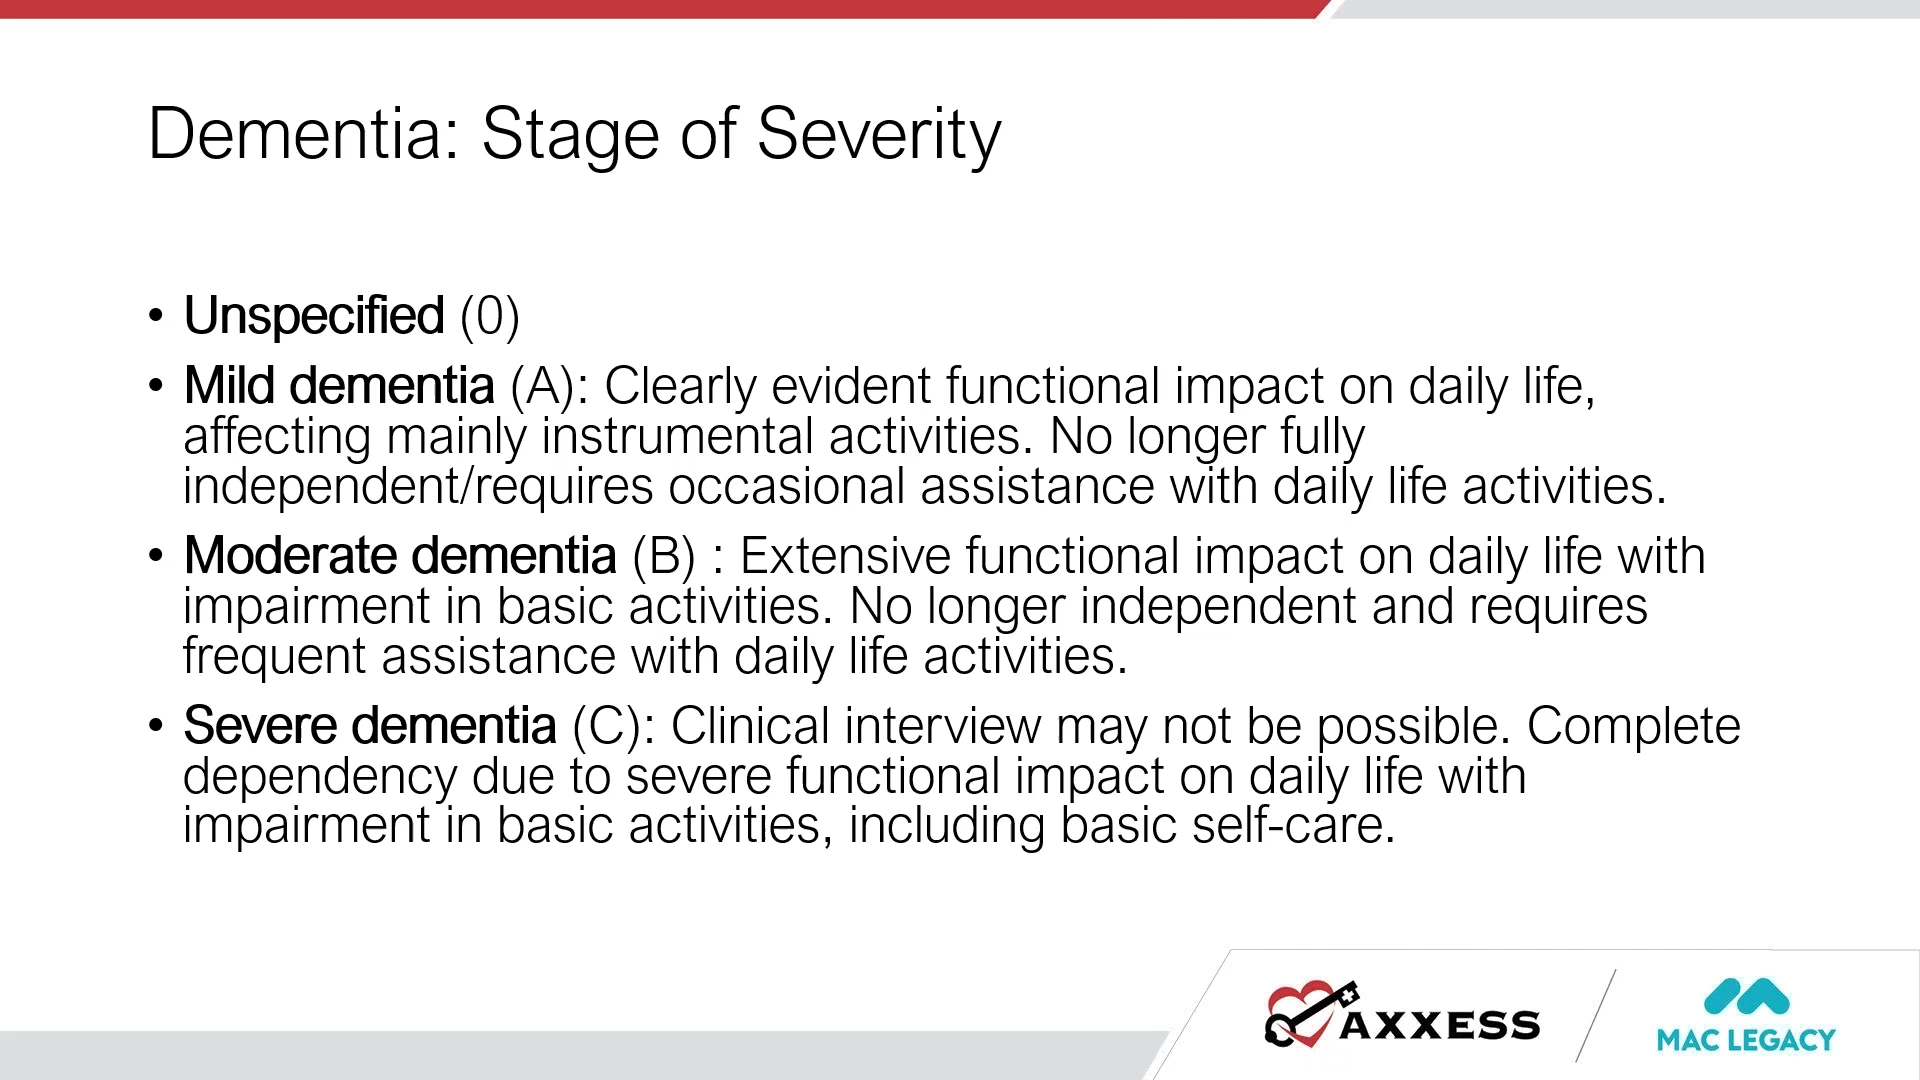 Dementia: Stage of Severity
• Unspecified (0)
• Mild dementia (A): Clearly evident functional impact on daily life,
affecting mainly instrumental activities. No longer fully
independent/requires occasional assistance with daily life activities.
• Moderate dementia (B) : Extensive functional impact on daily life with
impairment in basic activities. No longer independent and requires
frequent assistance with daily life activities.
• Severe dementia (C): Clinical interview may not be possible. Complete
dependency due to severe functional impact on daily life with
impairment in basic activities, including basic self-care.
AXXESS
MAC LEGACY